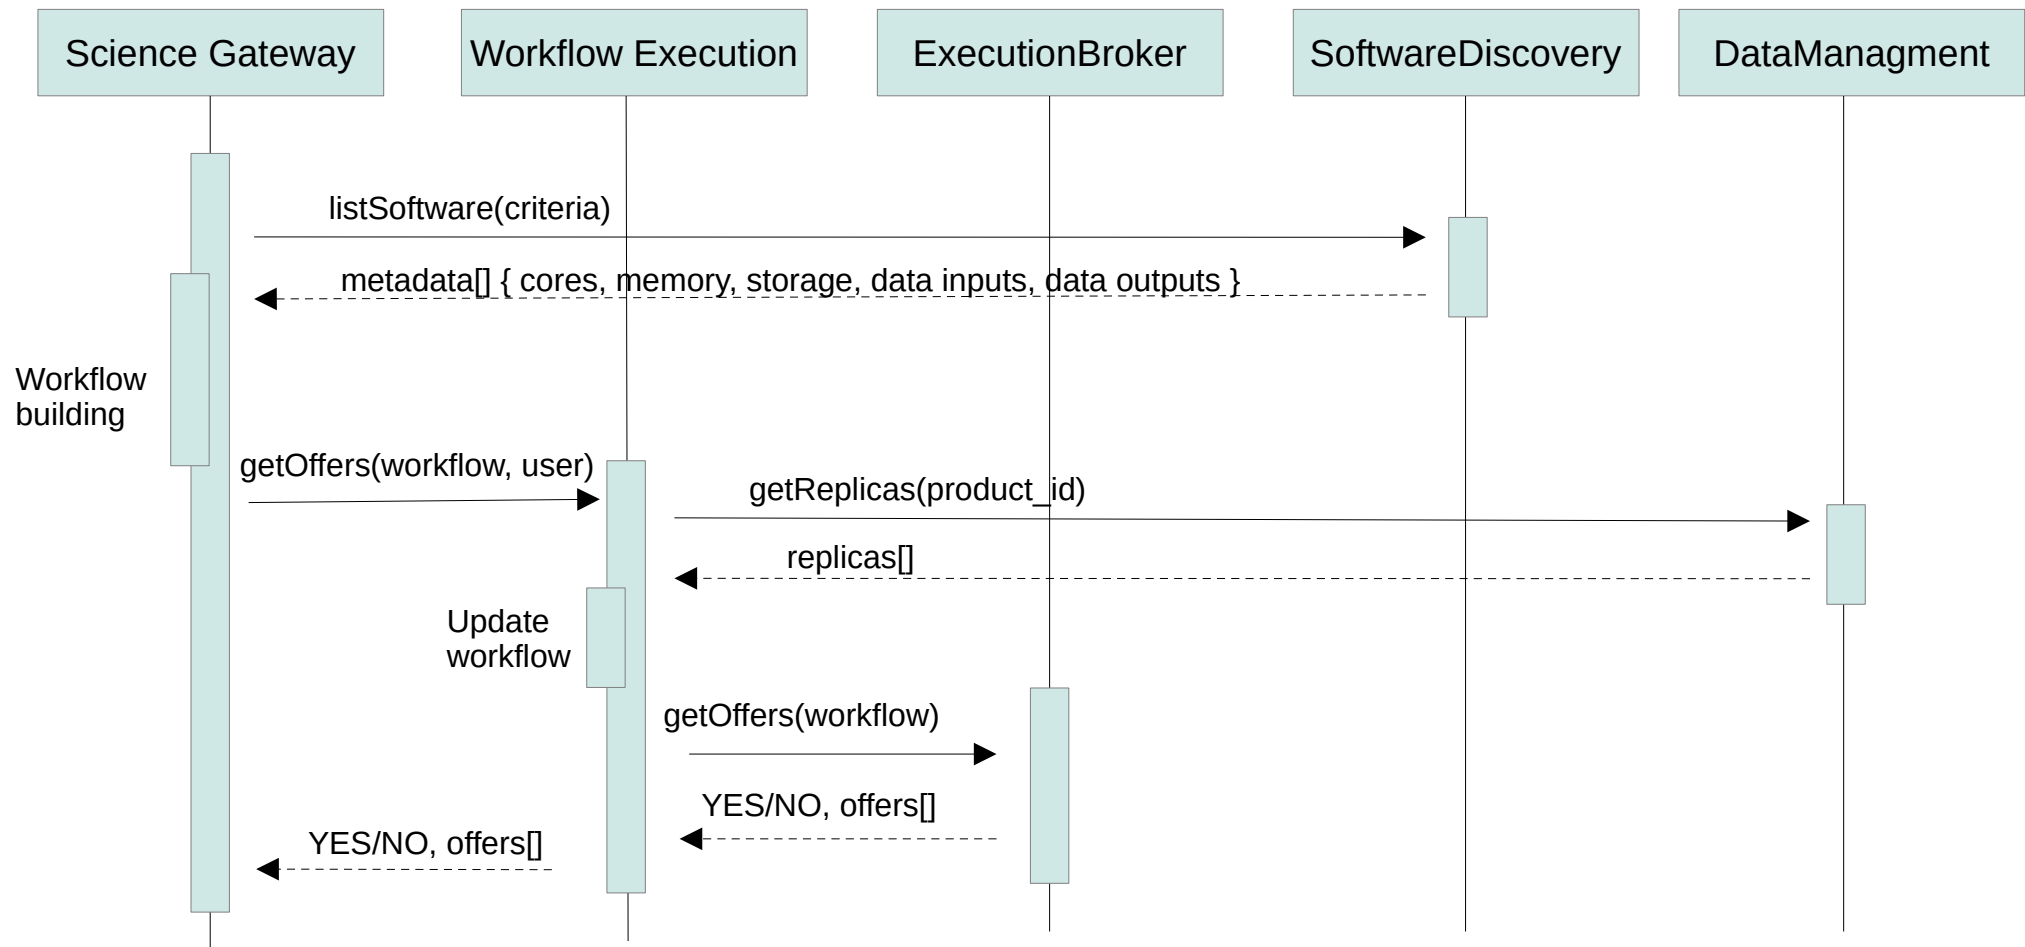 Science Gateway
Workflow Execution
ExecutionBroker
SoftwareDiscovery
DataManagment
listSoftware(criteria)
metadata[] { cores, memory, storage, data inputs, data outputs }
Workflow
building
getOffers(workflow, user)
getReplicas(product_id)
replicas[]
Update
workflow
getOffers(workflow)
YES/NO, offers[]
YES/NO, offers[]